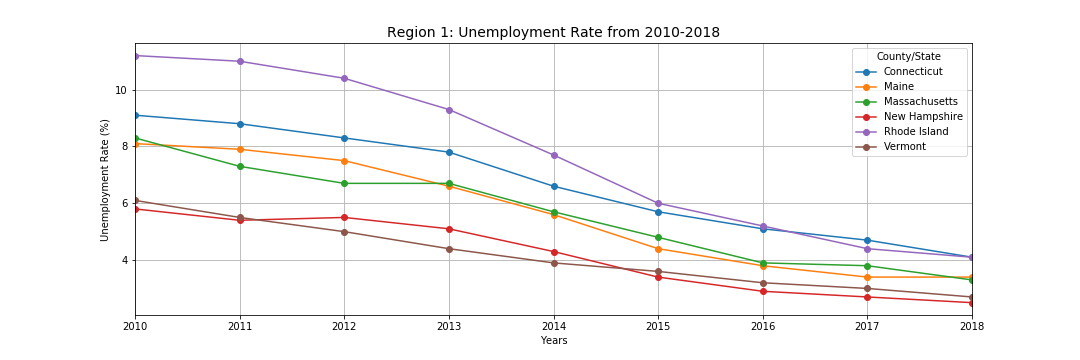 Region 1: Unemployment Rate from 2010-2018
County/State
Connecticut
Maine
Massachusetts
New Hampshire
Rhode Island
Vermont
Unemployment Rate (%)
10
8
6
4
2010 2011 2012 2013 2014 2015 2016 2017 2018
Years